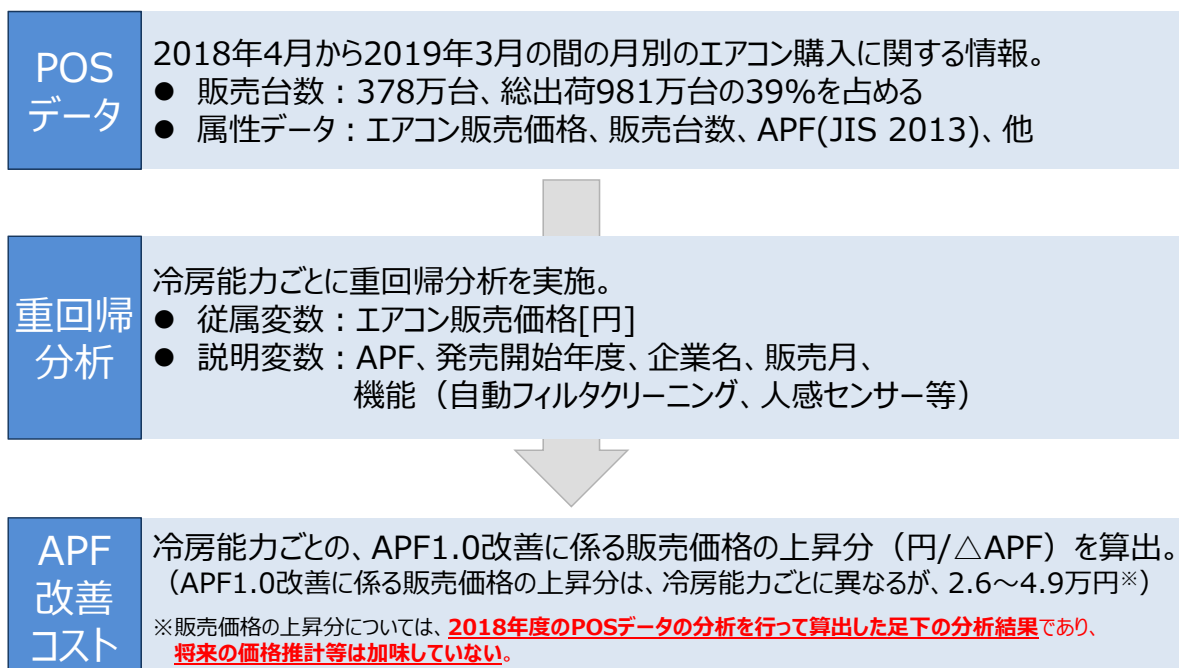 POS
データ
2018年4月から2019年3月の間の月別のエアコン購入に関する情報。
● 販売台数：378万台、総出荷981万台の39%を占める
● 属性データ：エアコン販売価格、販売台数、APF(JIS 2013)、他
重回帰
分析
冷房能力ごとに重回帰分析を実施。
● 従属変数：エアコン販売価格[円]
● 説明変数：APF、発売開始年度、企業名、販売月、
機能（自動フィルタクリーニング、人感センサー等）
APF
改善
コスト
冷房能力ごとの、APF1.0改善に係る販売価格の上昇分（円/△APF）を算出。
（APF1.0改善に係る販売価格の上昇分は、冷房能力ごとに異なるが、2.6～4.9万円※）
※販売価格の上昇分については、2018年度のPOSデータの分析を行って算出した足下の分析結果であり、
将来の価格推計等は加味していない。